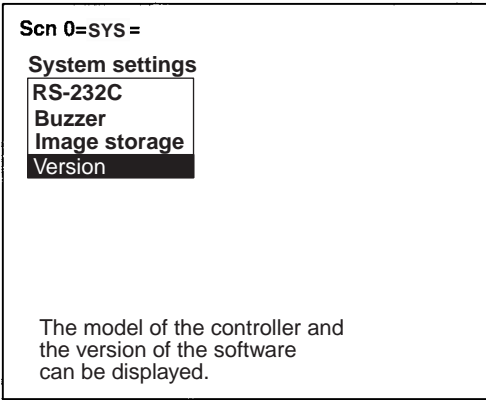 Scn 0=SYS=
System settings
RS-232C
Buzzer
Image storage
Version
The model of the controller and
the version of the software
can be displayed.